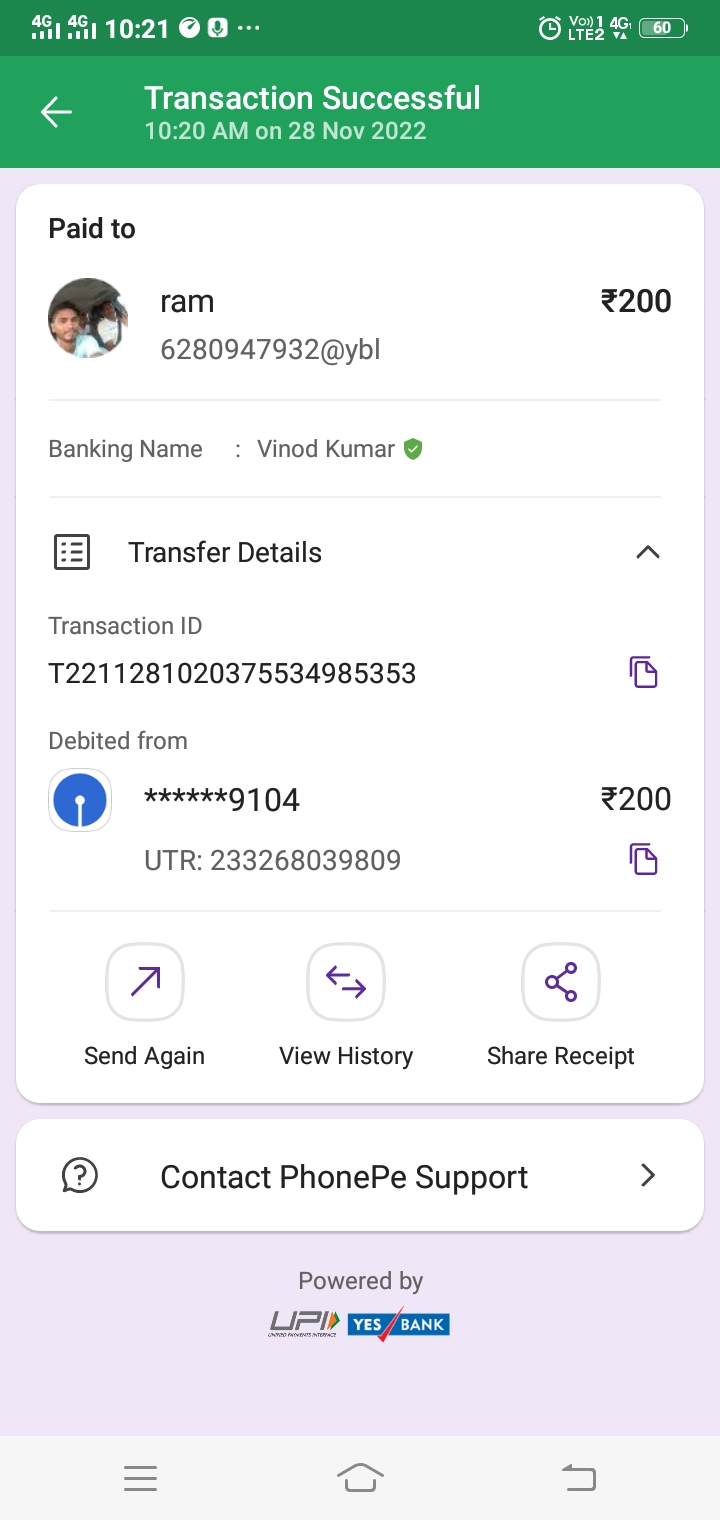 4G 4G 10:21 ... Vo)) 1 4G 60
LTE2
Transaction Successful
10:20 AM on 28 Nov 2022
Paid to
ram ₹200
6280947932@ybl
Banking Name : Vinod Kumar
Transfer Details
Transaction ID
T2211281020375534985353
Debited from
******9104 ₹200
UTR: 233268039809
Send Again View History Share Receipt
Contact PhonePe Support
Powered by
UPI YES BANK
UNIFIED PAYMENTS INTERFACE